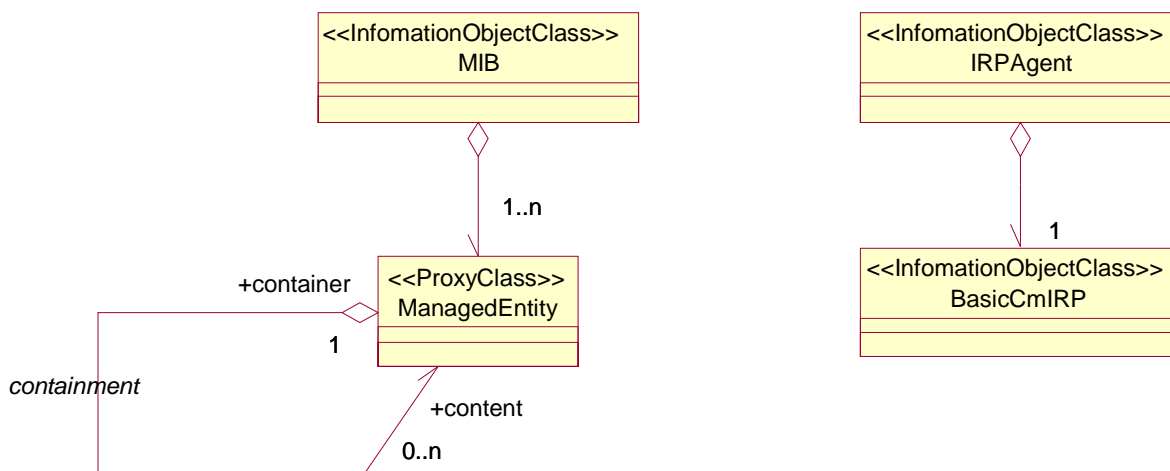 <<InfomationObjectClass>>
MIB
<<InfomationObjectClass>>
IRPAgent
1..n
1
+container
<<ProxyClass>>
ManagedEntity
<<InfomationObjectClass>>
BasicCmIRP
1
containment
+content
0..n